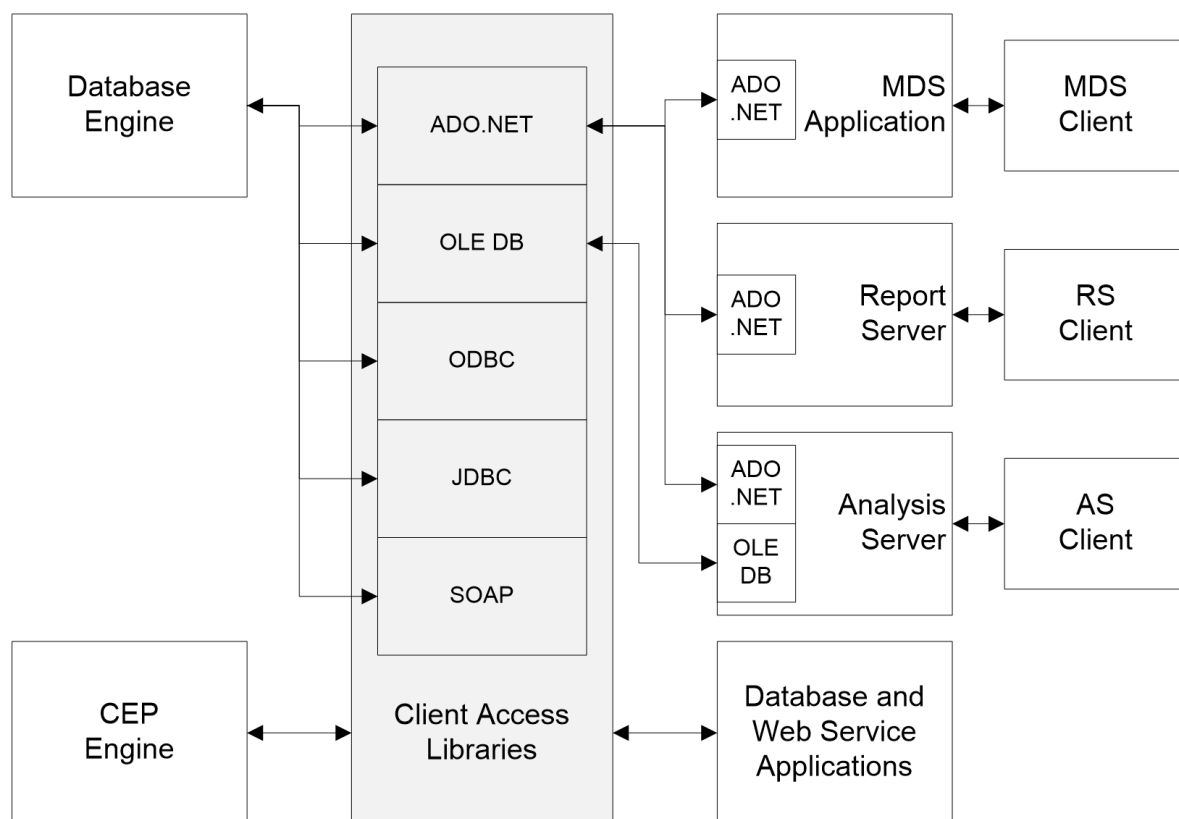 Database
Engine
ADO.NET
OLE DB
ODBC
JDBC
SOAP
Client Access
Libraries
CEP
Engine
ADO
.NET
MDS
Application
MDS
Client
ADO
.NET
Report
Server
RS
Client
ADO
.NET
OLE
DB
Analysis
Server
AS
Client
Database and
Web Service
Applications